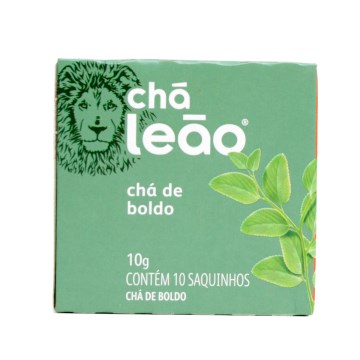 chá
leão®
chá de
boldo
10g
CONTÉM 10 SAQUINHOS
CHÁ DE BOLDO